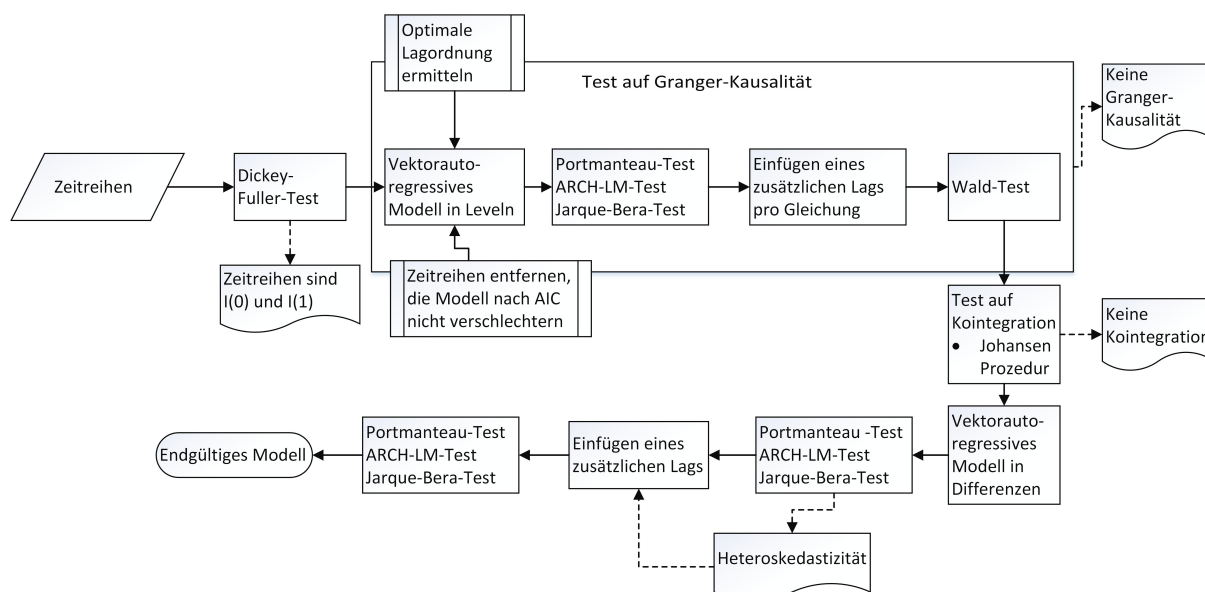 Optimale
Lagordnung
ermitteln
Test auf Granger-Kausalität
Keine
Granger-
Kausalität
Zeitreihen
Dickey-
Fuller-Test
Vektorauto-
regressives
Modell in Leveln
Portmanteau-Test
ARCH-LM-Test
Jarque-Bera-Test
Einfügen eines
zusätzlichen Lags
pro Gleichung
Wald-Test
Zeitreihen sind
I(0) und I(1)
Zeitreihen entfernen,
die Modell nach AIC
nicht verschlechtern
Test auf
Kointegration
• Johansen
Prozedur
Keine
Kointegration
Endgültiges Modell
Portmanteau-Test
ARCH-LM-Test
Jarque-Bera-Test
Einfügen eines
zusätzlichen Lags
Portmanteau -Test
ARCH-LM-Test
Jarque-Bera-Test
Vektorauto-
regressives
Modell in
Differenzen
Heteroskedastizität